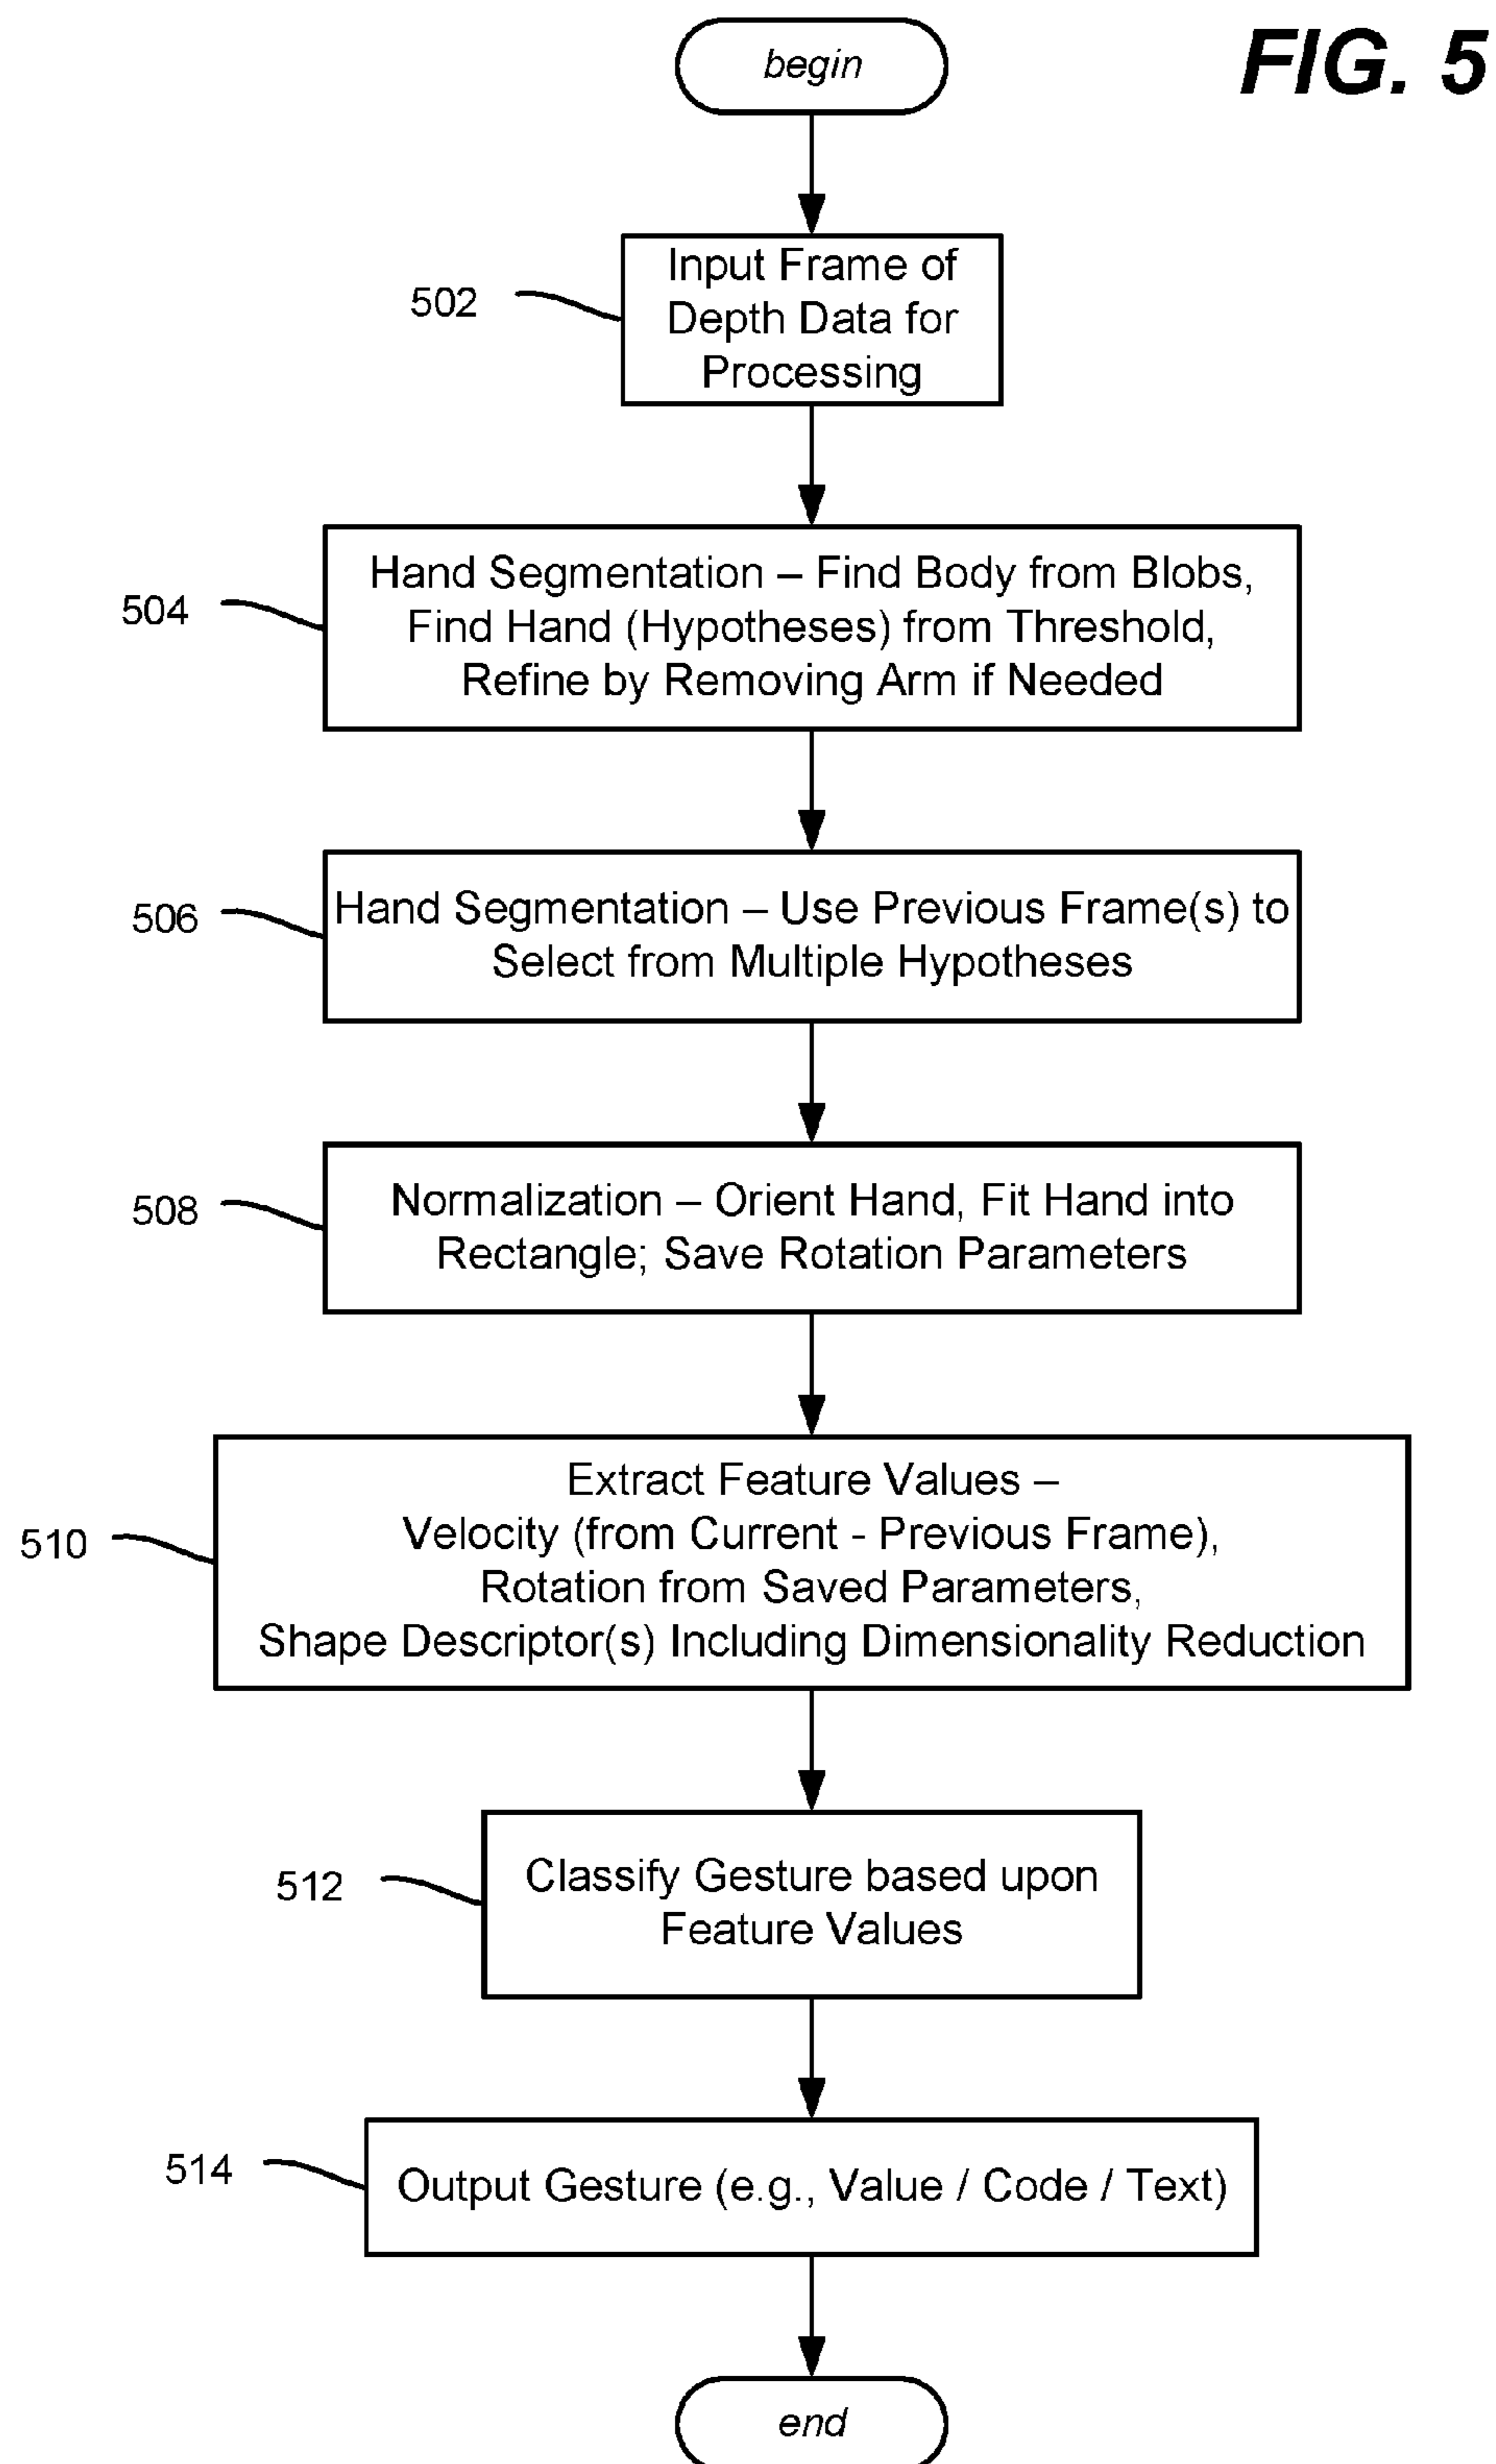 FIG. 5
begin
502
Input Frame of
Depth Data for
Processing
504
Hand Segmentation – Find Body from Blobs,
Find Hand (Hypotheses) from Threshold,
Refine by Removing Arm if Needed
506
Hand Segmentation – Use Previous Frame(s) to
Select from Multiple Hypotheses
508
Normalization – Orient Hand, Fit Hand into
Rectangle; Save Rotation Parameters
510
Extract Feature Values –
Velocity (from Current - Previous Frame),
Rotation from Saved Parameters,
Shape Descriptor(s) Including Dimensionality Reduction
512
Classify Gesture based upon
Feature Values
514
Output Gesture (e.g., Value / Code / Text)
end